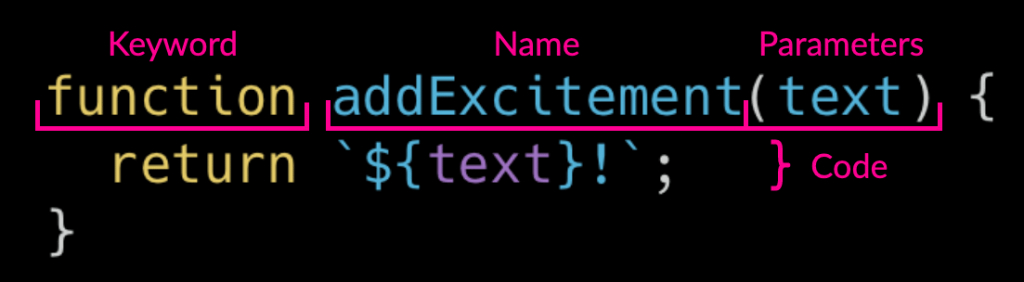 Keyword Name Parameters
function addExcitement(text) {
  return `${text}!`; } Code
}